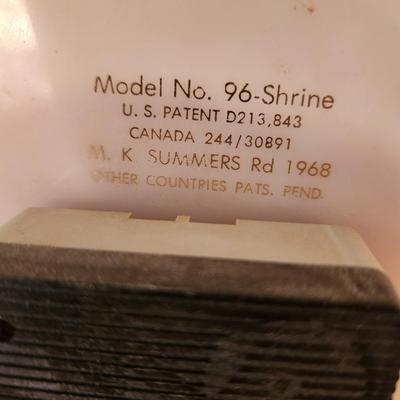 Model No. 96-Shrine
U. S. PATENT D213,843
CANADA 244/30891
M. K. SUMMERS Rd 1968
OTHER COUNTRIES PATS. PEND.